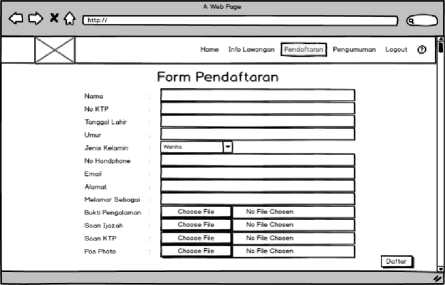 A Web Page
http://
Home Info Lowongan Pendaftaran Pengumuman Logout ?
Form Pendaftaran
Nama :
No KTP :
Tanggal Lahir :
Umur :
Jenis Kelamin : Wanita
No Handphone :
Email :
Alamat :
Melamar Sebagai :
Bukti Pengalaman : Choose File No File Chosen
Scan Ijazah : Choose File No File Chosen
Scan KTP : Choose File No File Chosen
Pas Photo : Choose File No File Chosen
Daftar